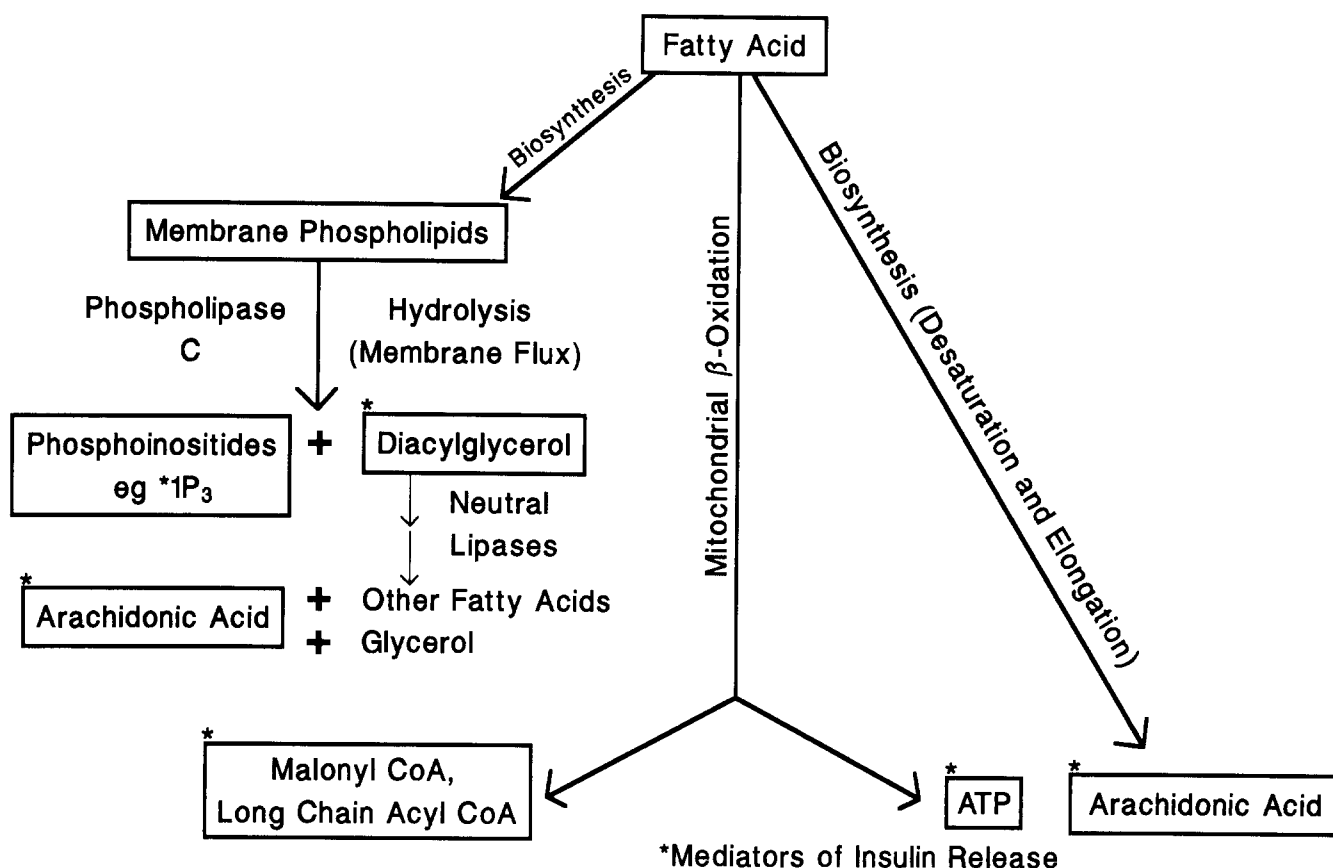 Fatty Acid
Biosynthesis
Membrane Phospholipids
Phospholipase
C
Hydrolysis
(Membrane Flux)
Phosphoinositides
eg *1P₃
+
* Diacylglycerol
Neutral
Lipases
* Arachidonic Acid
+ Other Fatty Acids
+ Glycerol
Mitochondrial β-Oxidation
Biosynthesis (Desaturation and Elongation)
* Malonyl CoA,
Long Chain Acyl CoA
* ATP
* Arachidonic Acid
*Mediators of Insulin Release